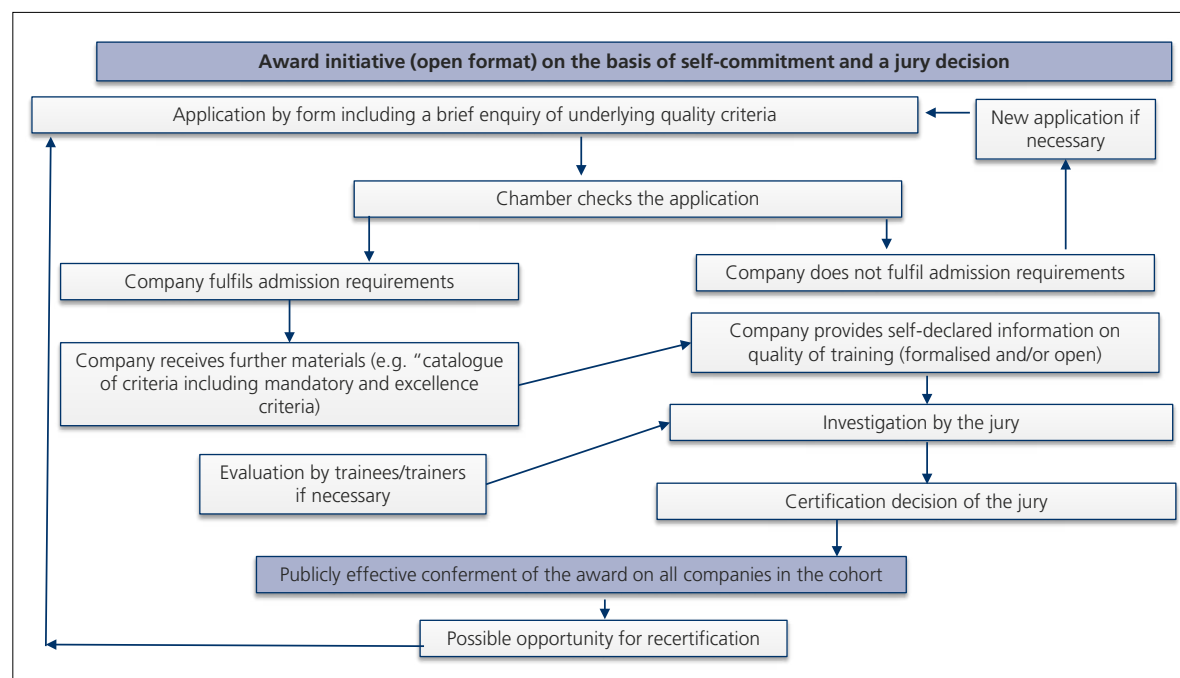 Award initiative (open format) on the basis of self-commitment and a jury decision
Application by form including a brief enquiry of underlying quality criteria
New application if
necessary
Chamber checks the application
Company fulfils admission requirements
Company does not fulfil admission requirements
Company receives further materials (e.g. “catalogue
of criteria including mandatory and excellence
criteria)
Company provides self-declared information on
quality of training (formalised and/or open)
Investigation by the jury
Evaluation by trainees/trainers
if necessary
Certification decision of the jury
Publicly effective conferment of the award on all companies in the cohort
Possible opportunity for recertification